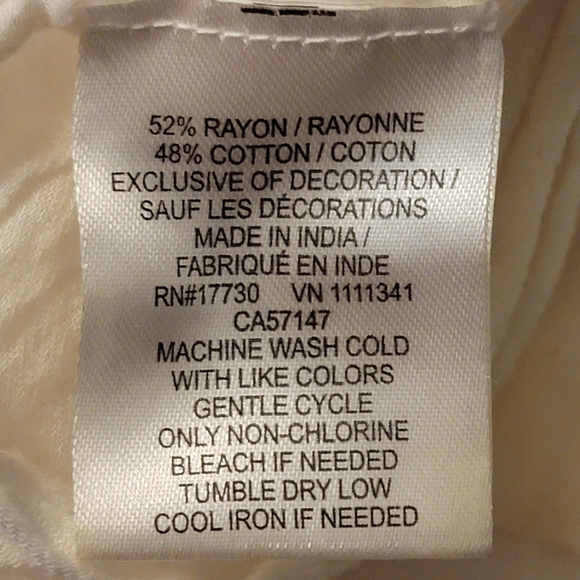 52% RAYON / RAYONNE
48% COTTON / COTON
EXCLUSIVE OF DECORATION /
SAUF LES DÉCORATIONS
MADE IN INDIA /
FABRIQUÉ EN INDE
RN#17730 VN 1111341
CA57147
MACHINE WASH COLD
WITH LIKE COLORS
GENTLE CYCLE
ONLY NON-CHLORINE
BLEACH IF NEEDED
TUMBLE DRY LOW
COOL IRON IF NEEDED